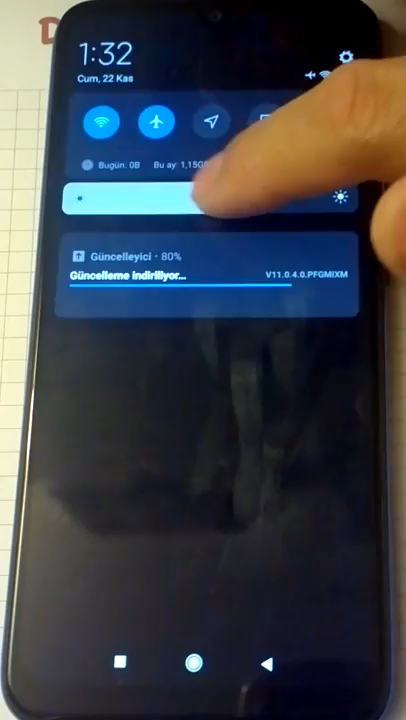 D
1:32
Cum, 22 Kas
Bugün: 0B Bu ay: 1,15G
Güncelleyici · 80%
Güncelleme indiriliyor... V11.0.4.0.PFGMIXM